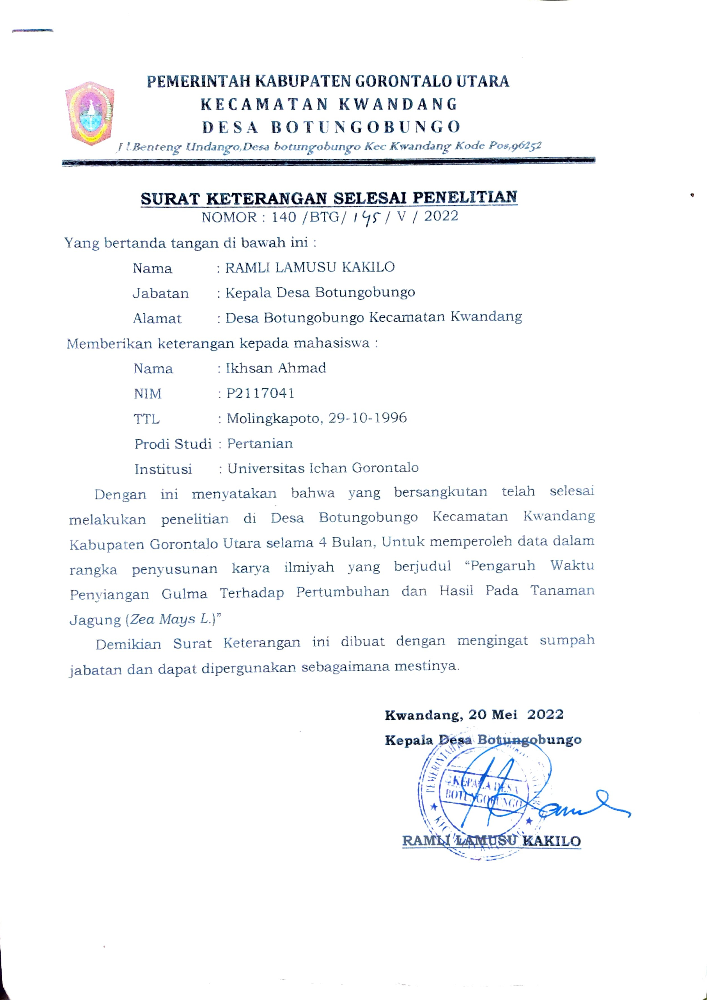 PEMERINTAH KABUPATEN GORONTALO UTARA
KECAMATAN KWANDANG
DESA BOTUNGOBUNGO
Jl.Benteng Undango,Desa botungobungo Kec Kwandang Kode Pos,96252
SURAT KETERANGAN SELESAI PENELITIAN
NOMOR : 140 /BTG/ 145 / V / 2022
Yang bertanda tangan di bawah ini :
Nama : RAMLI LAMUSU KAKILO
Jabatan : Kepala Desa Botungobungo
Alamat : Desa Botungobungo Kecamatan Kwandang
Memberikan keterangan kepada mahasiswa :
Nama : Ikhsan Ahmad
NIM : P2117041
TTL : Molingkapoto, 29-10-1996
Prodi Studi : Pertanian
Institusi : Universitas Ichan Gorontalo
Dengan ini menyatakan bahwa yang bersangkutan telah selesai
melakukan penelitian di Desa Botungobungo Kecamatan Kwandang
Kabupaten Gorontalo Utara selama 4 Bulan, Untuk memperoleh data dalam
rangka penyusunan karya ilmiyah yang berjudul “Pengaruh Waktu
Penyiangan Gulma Terhadap Pertumbuhan dan Hasil Pada Tanaman
Jagung (Zea Mays L.)”
Demikian Surat Keterangan ini dibuat dengan mengingat sumpah
jabatan dan dapat dipergunakan sebagaimana mestinya.
Kwandang, 20 Mei 2022
Kepala Desa Botungobungo
PEMERINTAH
KEPALA DESA
BOTUNGOBUNGO
RAMLI LAMUSU KAKILO